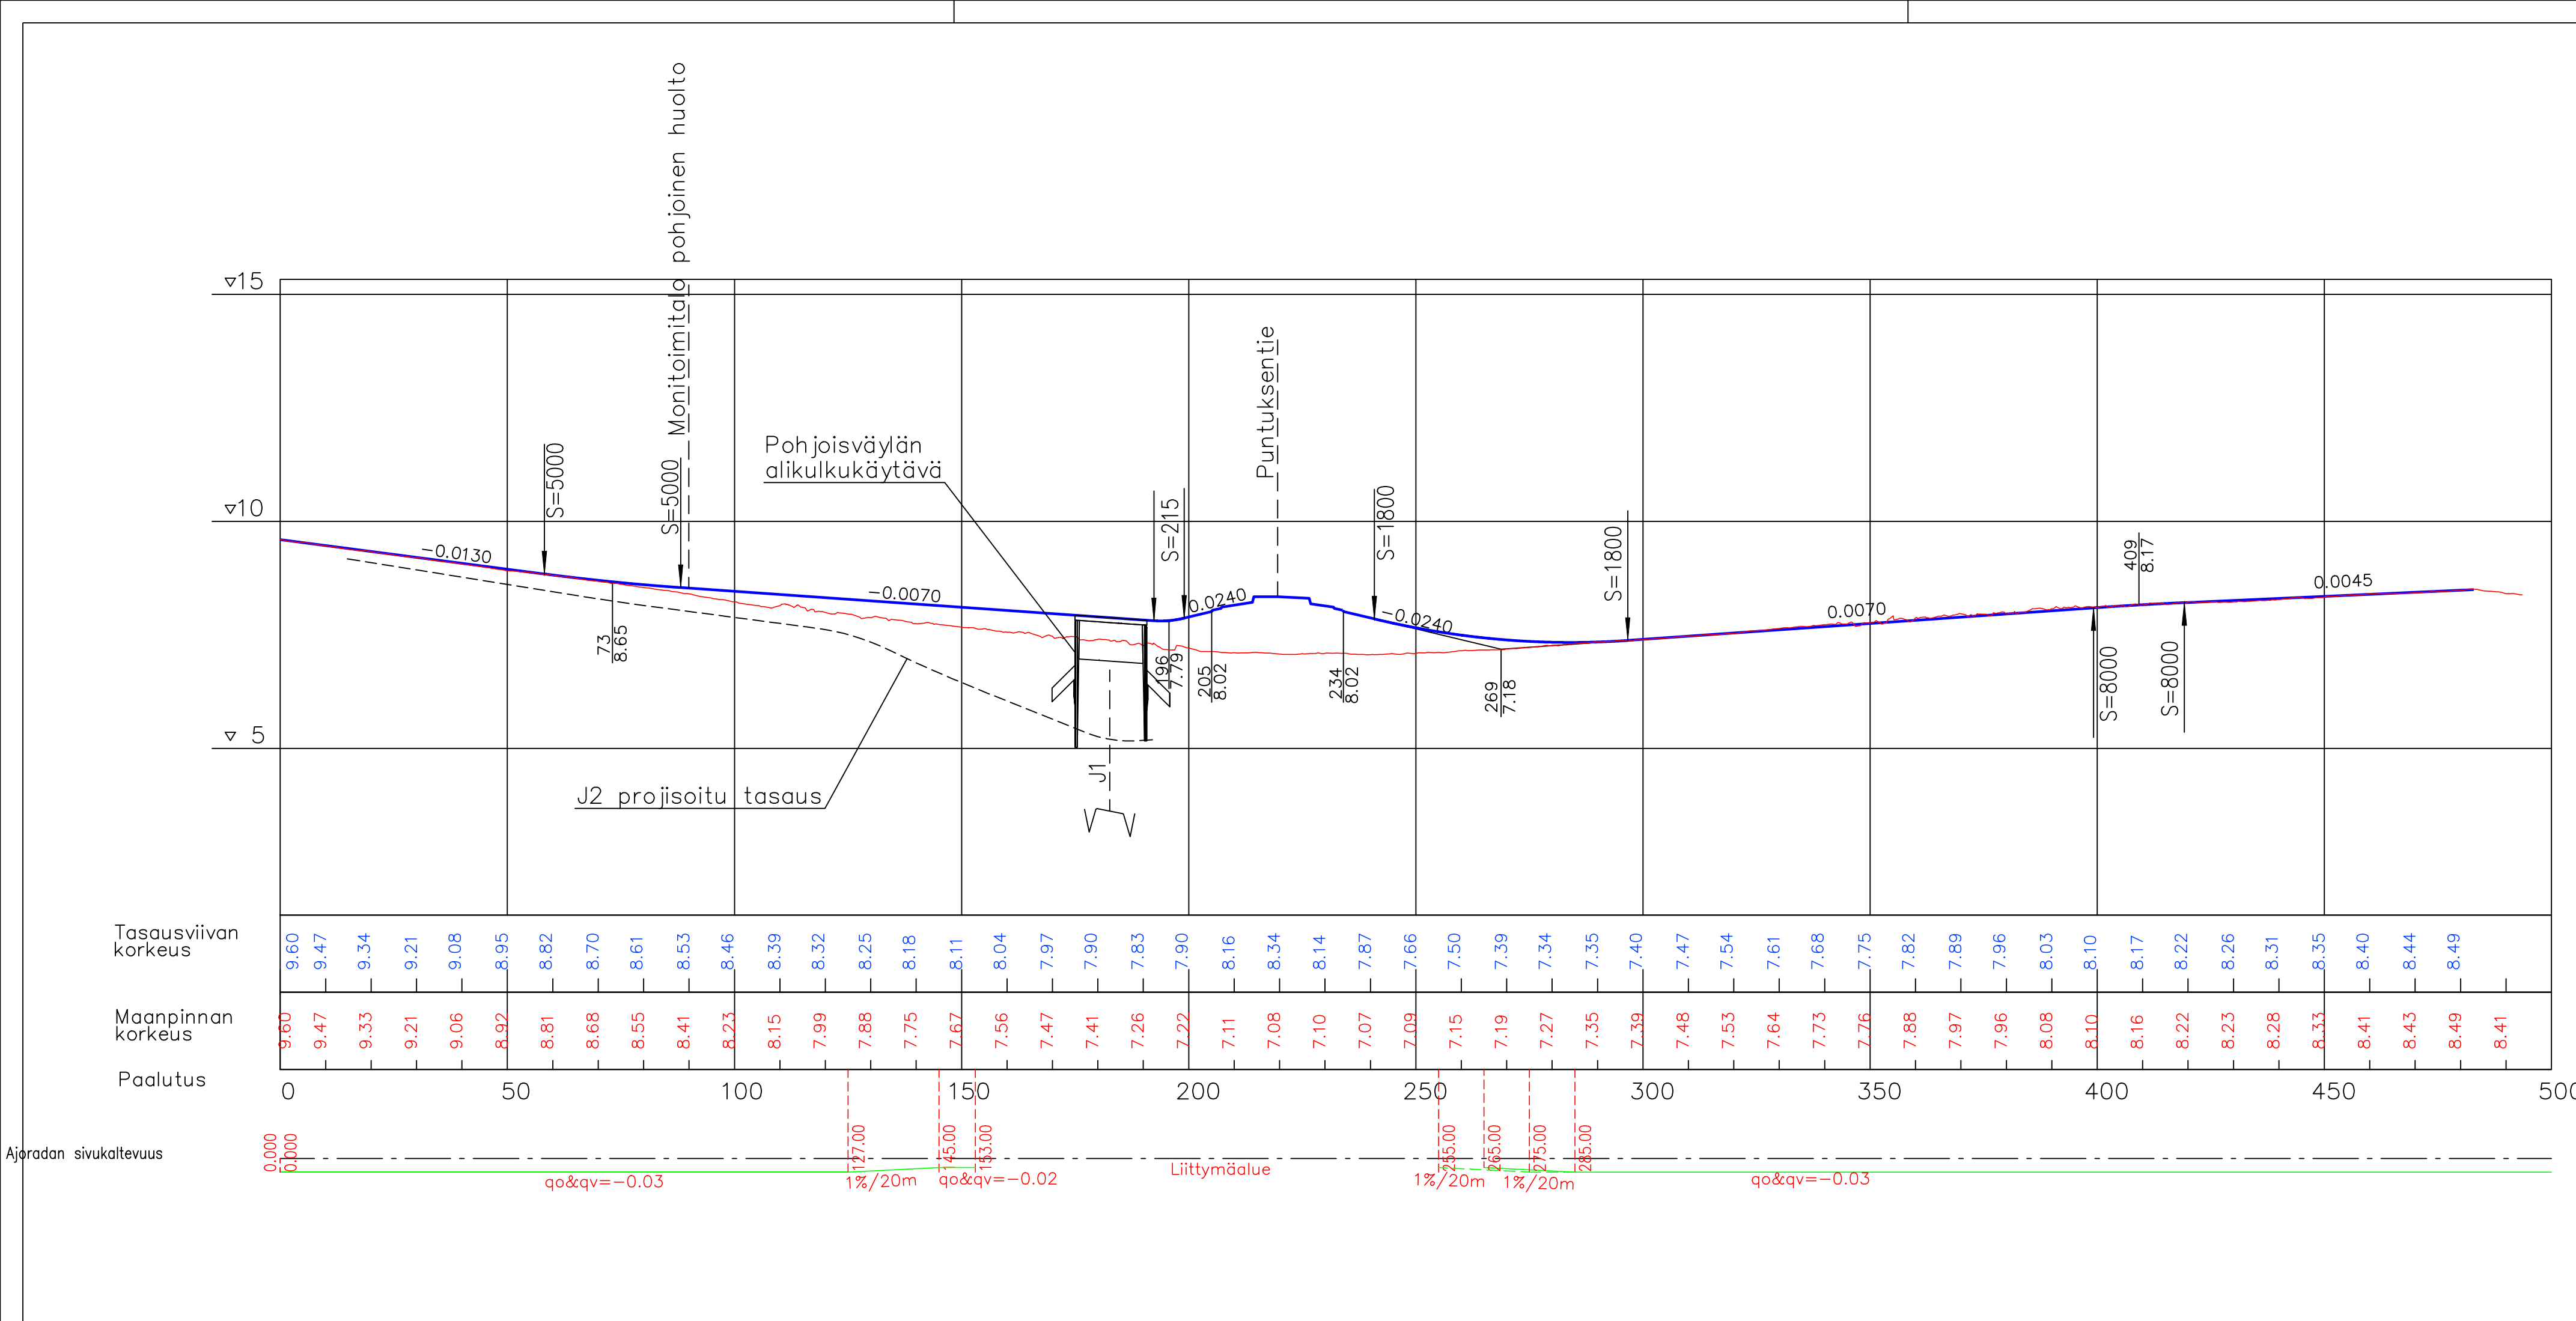 Monitoimitalo pohjoinen huolto
▽15
Puntuksentie
Pohjoisväylän
alikulkukäytävä
S=5000
S=5000
S=215
S=1800
S=1800
▽10
-0.0130
-0.0070
0.0240
-0.0240
0.0070
409
8.17
0.0045
73
8.65
196
7.79
205
8.02
234
8.02
269
7.18
S=8000
S=8000
▽ 5
J1
J2 projisoitu tasaus
Tasausviivan
korkeus
9.60 9.47 9.34 9.21 9.08 8.95 8.82 8.70 8.61 8.53 8.46 8.39 8.32 8.25 8.18 8.11 8.04 7.97 7.90 7.83 7.90 8.16 8.34 8.14 7.87 7.66 7.50 7.39 7.34 7.35 7.40 7.47 7.54 7.61 7.68 7.75 7.82 7.89 7.96 8.03 8.10 8.17 8.22 8.26 8.31 8.35 8.40 8.44 8.49
Maanpinnan
korkeus
9.60 9.47 9.33 9.21 9.06 8.92 8.81 8.68 8.55 8.41 8.23 8.15 7.99 7.88 7.75 7.67 7.56 7.47 7.41 7.26 7.22 7.11 7.08 7.10 7.07 7.09 7.15 7.19 7.27 7.35 7.39 7.48 7.53 7.64 7.73 7.76 7.88 7.97 7.96 8.08 8.10 8.16 8.22 8.23 8.28 8.33 8.41 8.43 8.49 8.41
Paalutus
0 50 100 150 200 250 300 350 400 450 500
Ajoradan sivukaltevuus
0.000 0.000 127.00 145.00 153.00 255.00 265.00 275.00 285.00
qo&qv=-0.03 1%/20m qo&qv=-0.02 Liittymäalue 1%/20m 1%/20m qo&qv=-0.03